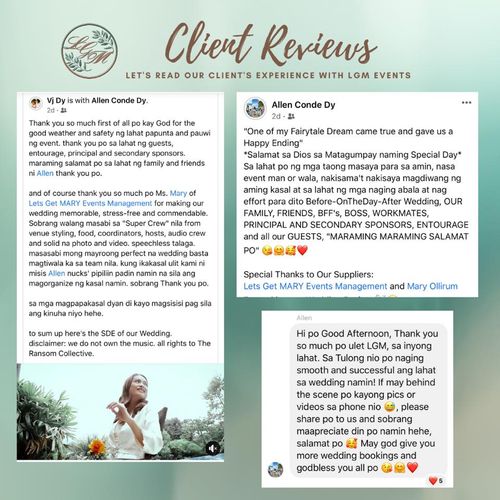 LGM
Client Reviews
LET'S READ OUR CLIENT'S EXPERIENCE WITH LGM EVENTS
Vj Dy is with Allen Conde Dy.
2d ·
Thank you so much first of all po kay God for the
good weather and safety ng lahat papunta and pauwi
ng event. thank you po sa lahat ng guests,
entourage, principal and secondary sponsors.
maraming salamat po sa lahat ng family and friends
ni Allen thank you po.
and of course thank you so much po Ms. Mary of
Lets Get MARY Events Management for making our
wedding memorable, stress-free and commendable.
Sobrang walang masabi sa "Super Crew" nila from
venue styling, food, coordinators, hosts, audio crew
and solid na photo and video. speechless talaga.
masasabi mong mayroong perfect na wedding basta
magtiwala ka sa team nila. kung ikakasal ulit kami ni
misis Allen nucks' pipiliin padin namin na sila ang
magorganize ng kasal namin. sobrang Thank you po.
sa mga magpapakasal dyan di kayo magsisisi pag sila
ang kinuha niyo hehe.
to sum up here's the SDE of our Wedding.
disclaimer: we do not own the music. all rights to The
Ransom Collective.
Allen Conde Dy
2d ·
"One of my Fairytale Dream came true and gave us a
Happy Ending"
*Salamat sa Dios sa Matagumpay naming Special Day*
Sa lahat po ng mga taong masaya para sa amin, nasa
event man or wala, nakisama't nakisaya magdiwang ng
aming kasal at sa lahat ng mga naging abala at nag
effort para dito Before-OnTheDay-After Wedding, OUR
FAMILY, FRIENDS, BFF's, BOSS, WORKMATES,
PRINCIPAL AND SECONDARY SPONSORS, ENTOURAGE
and all our GUESTS, "MARAMING MARAMING SALAMAT
PO" 😘🤗🥰❤️
Special Thanks to Our Suppliers:
Lets Get MARY Events Management and Mary Ollirum
Allen
Hi po Good Afternoon, Thank you
so much po ulet LGM, sa inyong
lahat. Sa Tulong nio po naging
smooth and successful ang lahat
sa wedding namin! If may behind
the scene po kayong pics or
videos sa phone nio 😅, please
share po to us and sobrang
maapreciate din po namin hehe,
salamat po 🥰 May god give you
more wedding bookings and
godbless you all po 😘🤗❤️
❤️ 5